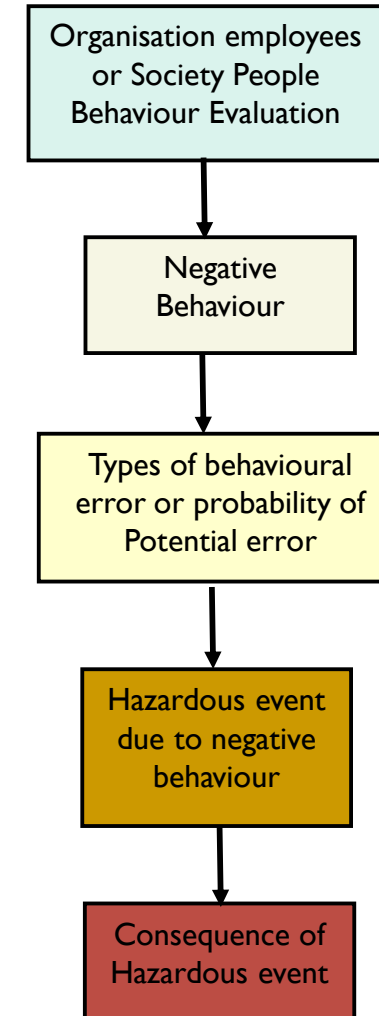 Organisation employees
or Society People
Behaviour Evaluation
Negative
Behaviour
Types of behavioural
error or probability of
Potential error
Hazardous event
due to negative
behaviour
Consequence of
Hazardous event